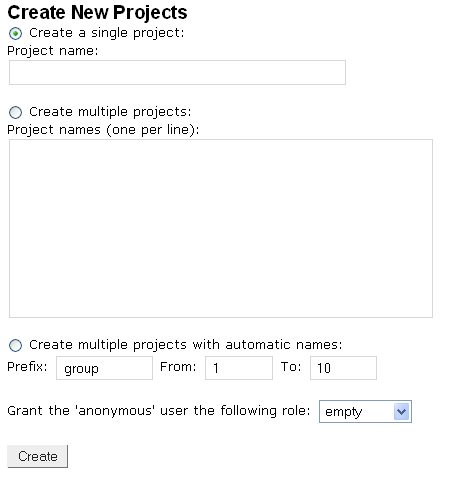 Create New Projects
Create a single project:
Project name:
Create multiple projects:
Project names (one per line):
Create multiple projects with automatic names:
Prefix: group From: 1 To: 10
Grant the 'anonymous' user the following role: empty
Create